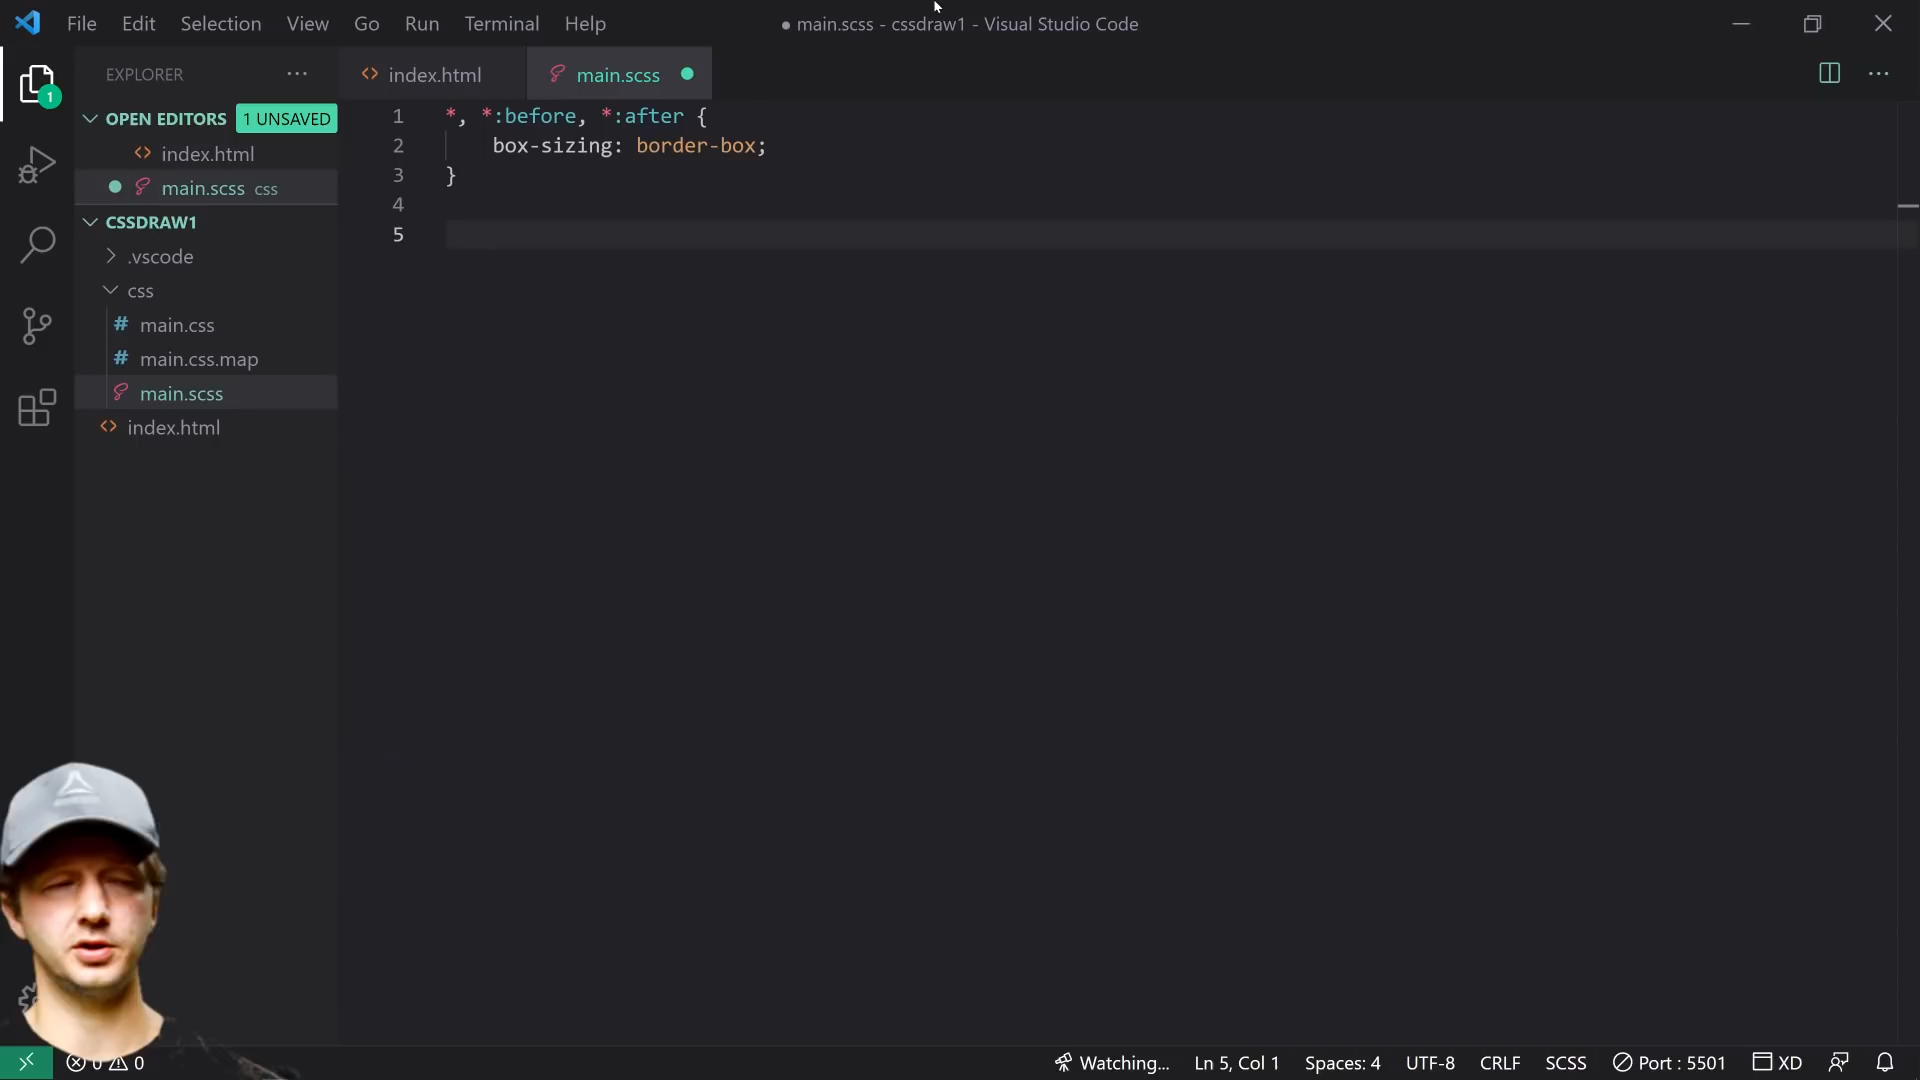 File Edit Selection View Go Run Terminal Help
● main.scss - cssdraw1 - Visual Studio Code
1
EXPLORER
OPEN EDITORS 1 UNSAVED
index.html
main.scss css
CSSDRAW1
.vscode
css
main.css
main.css.map
main.scss
index.html
index.html main.scss
1 *, *:before, *:after {
2 box-sizing: border-box;
3 }
4
5
0 0
Watching... Ln 5, Col 1 Spaces: 4 UTF-8 CRLF SCSS Port : 5501 XD